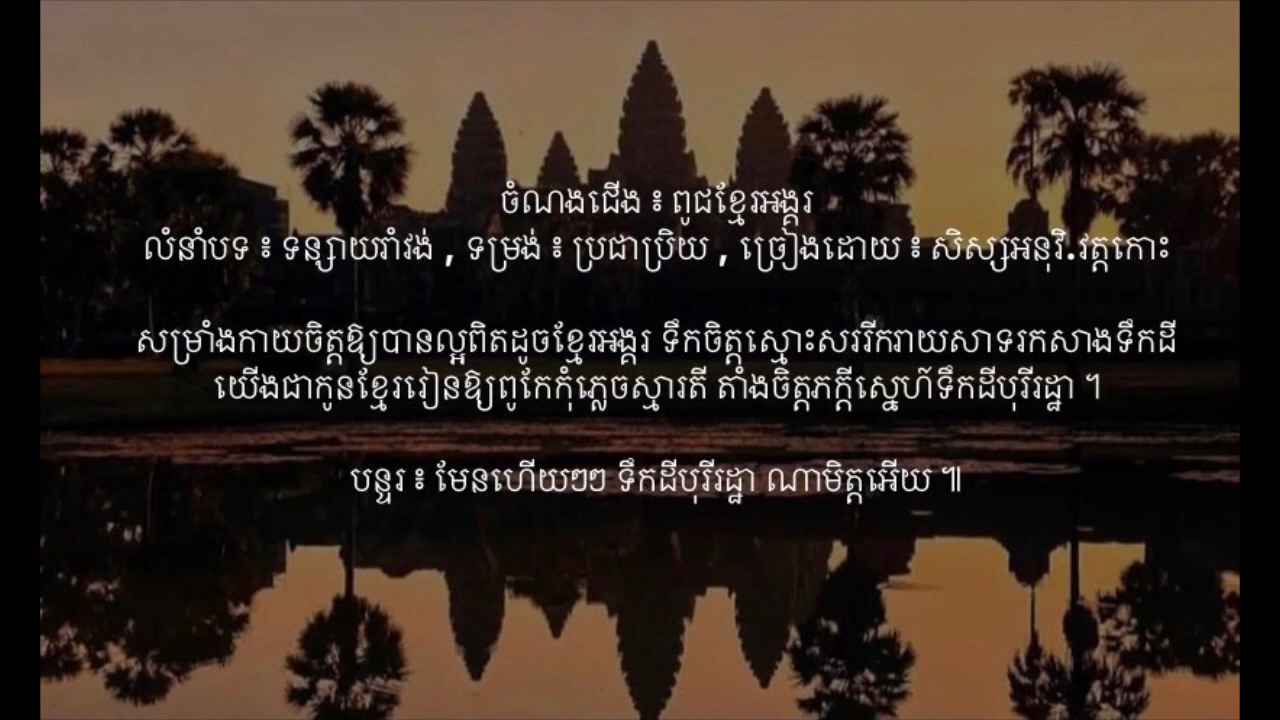 ចំណងជើង ៖ ពូជខ្មែរអង្គរ
លំនាំបទ ៖ ទន្សាយរាំវង់ , ទម្រង់ ៖ ប្រជាប្រិយ , ច្រៀងដោយ ៖ សិស្សអនុវិ.វត្តកោះ
សម្រាំងកាយចិត្តឱ្យបានល្អពិតដូចខ្មែរអង្គរ ទឹកចិត្តស្មោះសររីករាយសាទរកសាងទឹកដី
យើងជាកូនខ្មែររៀនឱ្យពូកែកុំភ្លេចស្មារតី តាំងចិត្តភក្តីស្នេហ៍ទឹកដីបុរីរដ្ឋា ។
បន្ទរ ៖ មែនហើយៗៗ ទឹកដីបុរីរដ្ឋា ណាមិត្តអើយ ៕